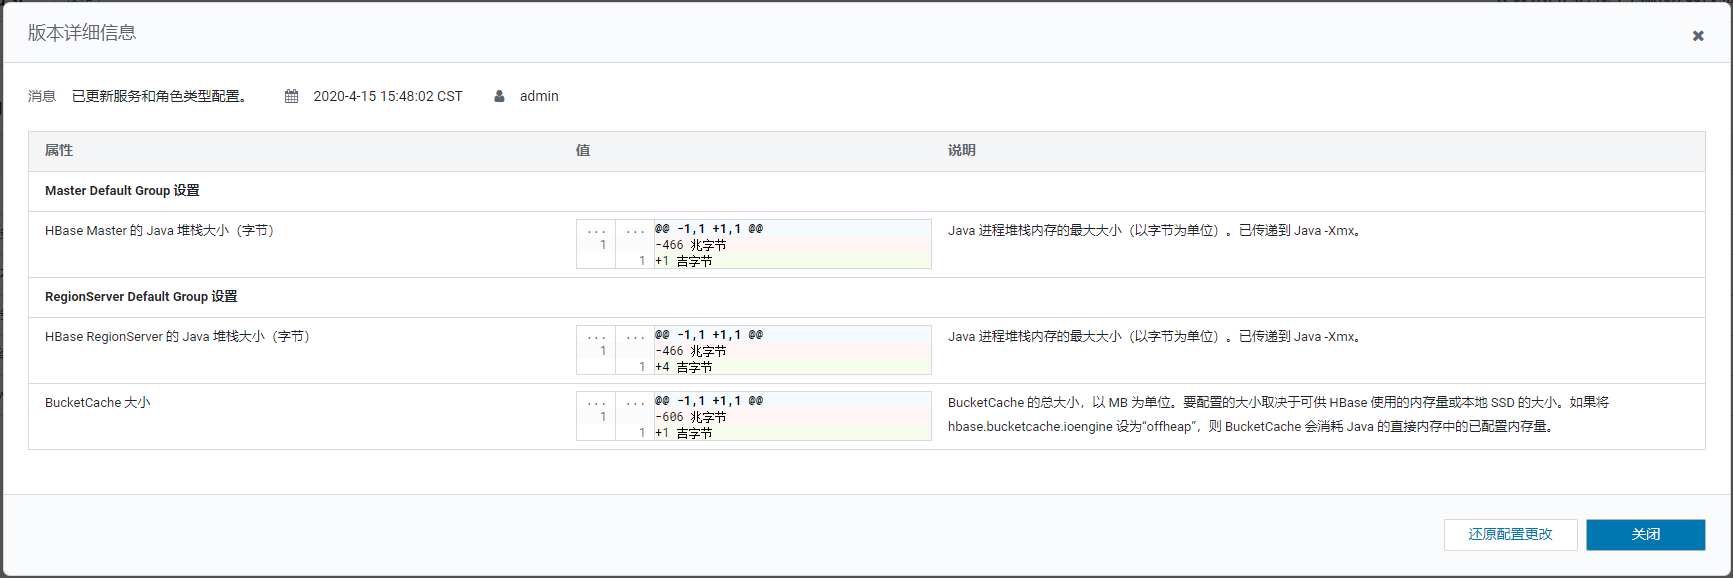 版本详细信息
消息 已更新服务和角色类型配置。 2020-4-15 15:48:02 CST admin
属性 值 说明
Master Default Group 设置
HBase Master 的 Java 堆栈大小（字节） ... ... @@ -1,1 +1,1 @@ Java 进程堆栈内存的最大大小（以字节为单位）。已传递到 Java -Xmx。
1 -466 兆字节
1 +1 吉字节
RegionServer Default Group 设置
HBase RegionServer 的 Java 堆栈大小（字节） ... ... @@ -1,1 +1,1 @@ Java 进程堆栈内存的最大大小（以字节为单位）。已传递到 Java -Xmx。
1 -466 兆字节
1 +4 吉字节
BucketCache 大小 ... ... @@ -1,1 +1,1 @@ BucketCache 的总大小，以 MB 为单位。要配置的大小取决于可供 HBase 使用的内存量或本地 SSD 的大小。如果将
1 -606 兆字节 hbase.bucketcache.ioengine 设为“offheap”，则 BucketCache 会消耗 Java 的直接内存中的已配置内存量。
1 +1 吉字节
还原配置更改 关闭